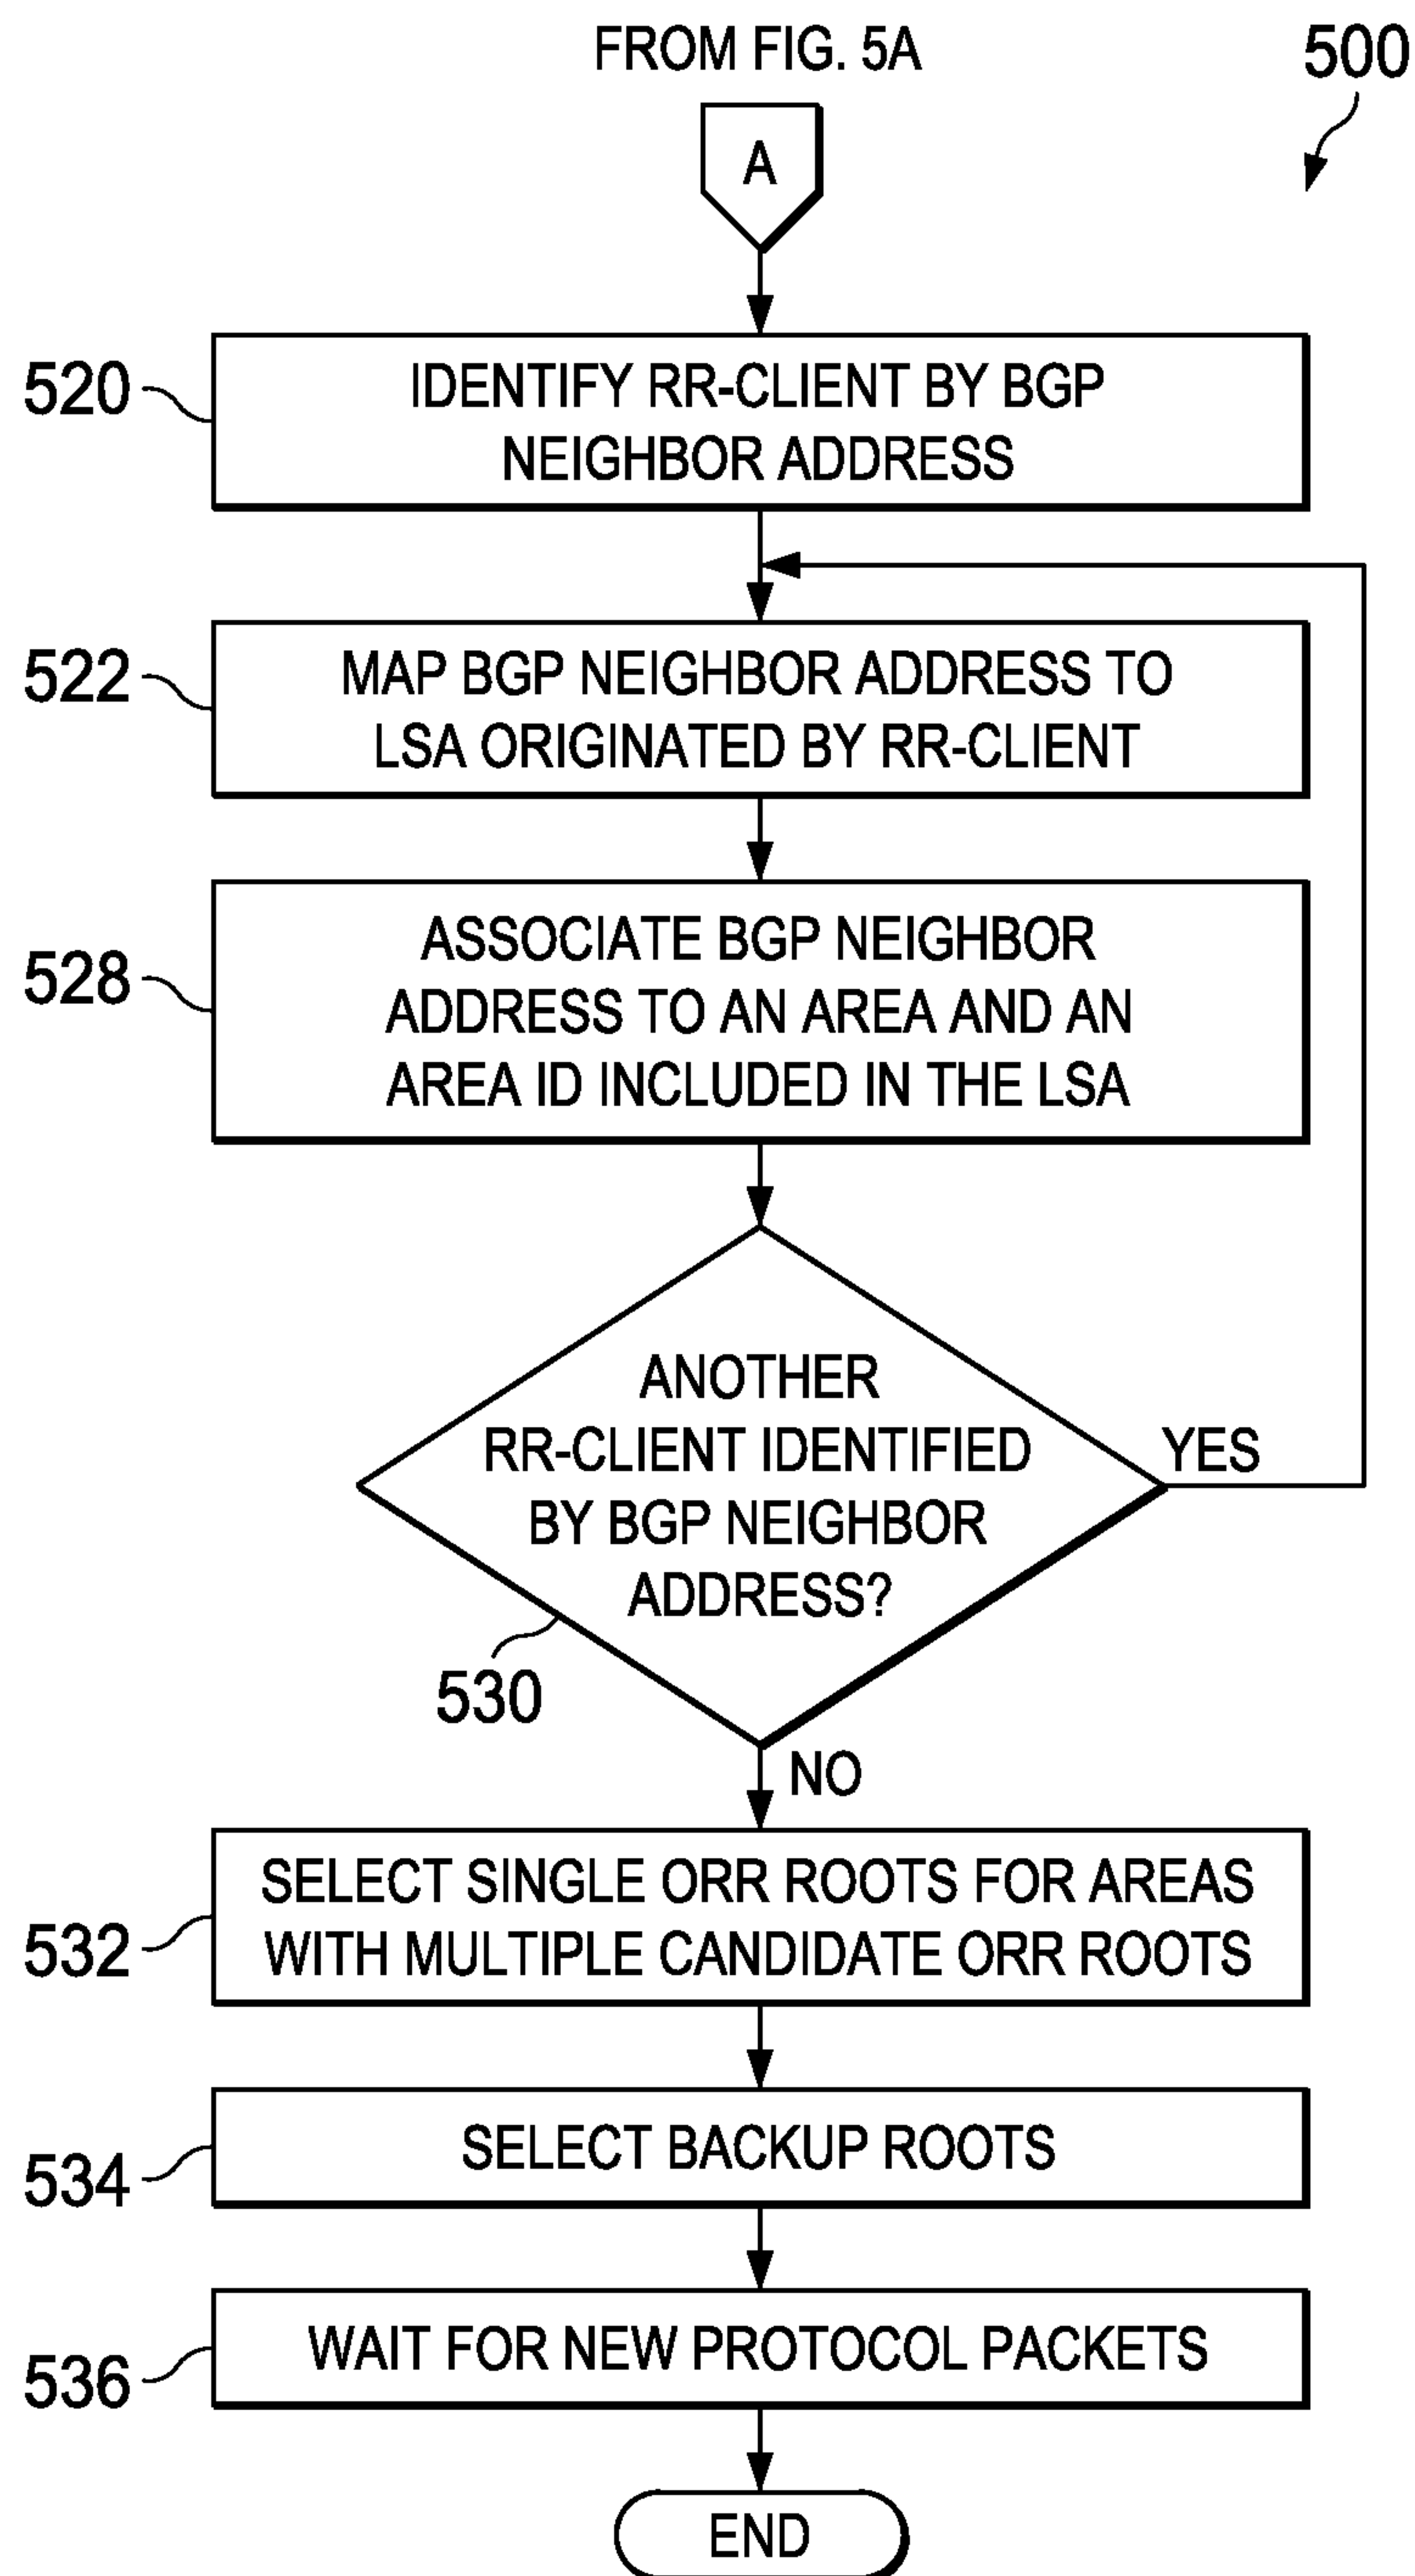 FROM FIG. 5A
500
A
520
IDENTIFY RR-CLIENT BY BGP
NEIGHBOR ADDRESS
522
MAP BGP NEIGHBOR ADDRESS TO
LSA ORIGINATED BY RR-CLIENT
528
ASSOCIATE BGP NEIGHBOR
ADDRESS TO AN AREA AND AN
AREA ID INCLUDED IN THE LSA
ANOTHER
RR-CLIENT IDENTIFIED
BY BGP NEIGHBOR
ADDRESS?
YES
530
NO
532
SELECT SINGLE ORR ROOTS FOR AREAS
WITH MULTIPLE CANDIDATE ORR ROOTS
534
SELECT BACKUP ROOTS
536
WAIT FOR NEW PROTOCOL PACKETS
END